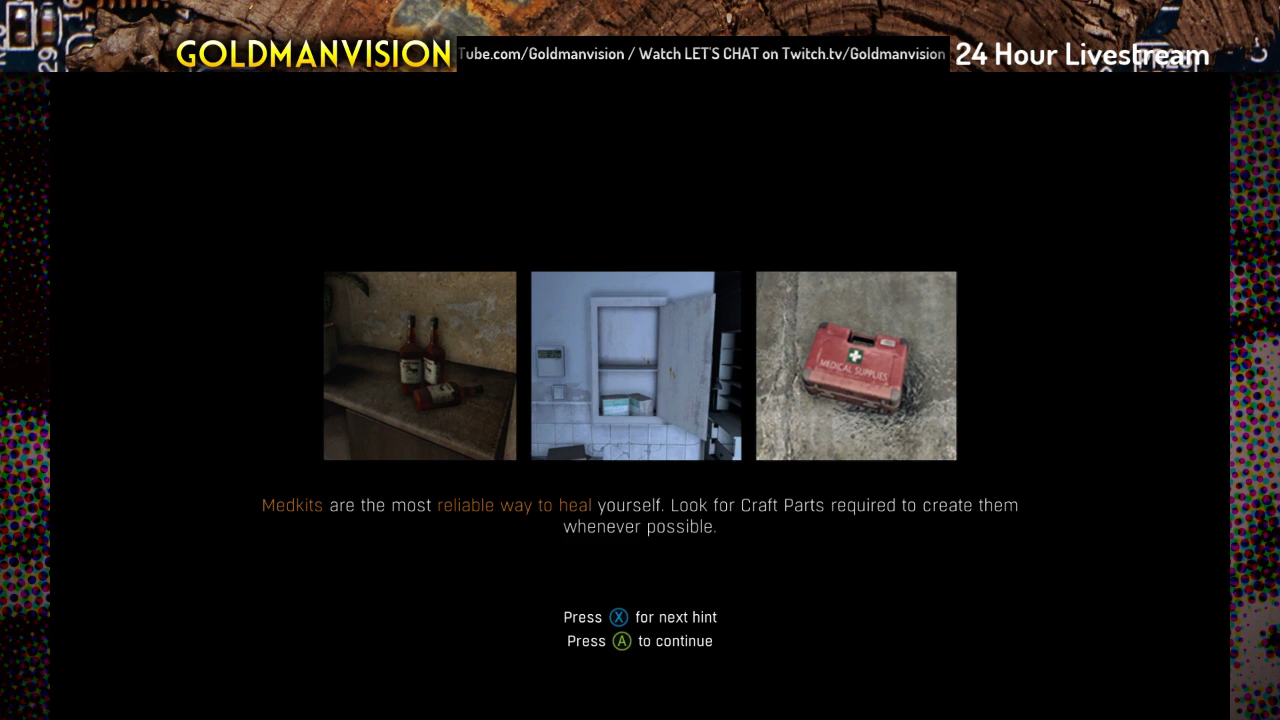 GOLDMANVISION
Tube.com/Goldmanvision / Watch LET'S CHAT on Twitch.tv/Goldmanvision
24 Hour Livestream
29
MEDICAL SUPPLIES
Medkits are the most reliable way to heal yourself. Look for Craft Parts required to create them
whenever possible.
Press X for next hint
Press A to continue